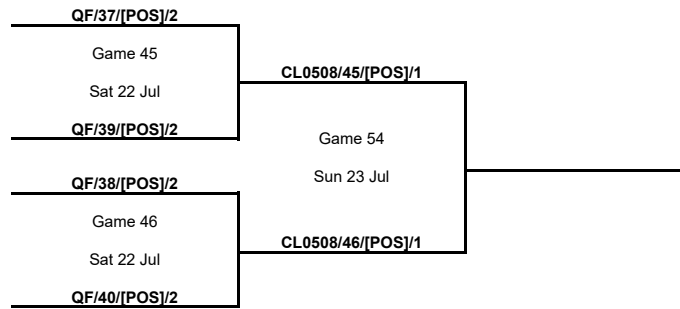 QF/37/[POS]/2
Game 45
Sat 22 Jul
QF/39/[POS]/2
CL0508/45/[POS]/1
Game 54
Sun 23 Jul
QF/38/[POS]/2
Game 46
Sat 22 Jul
QF/40/[POS]/2
CL0508/46/[POS]/1